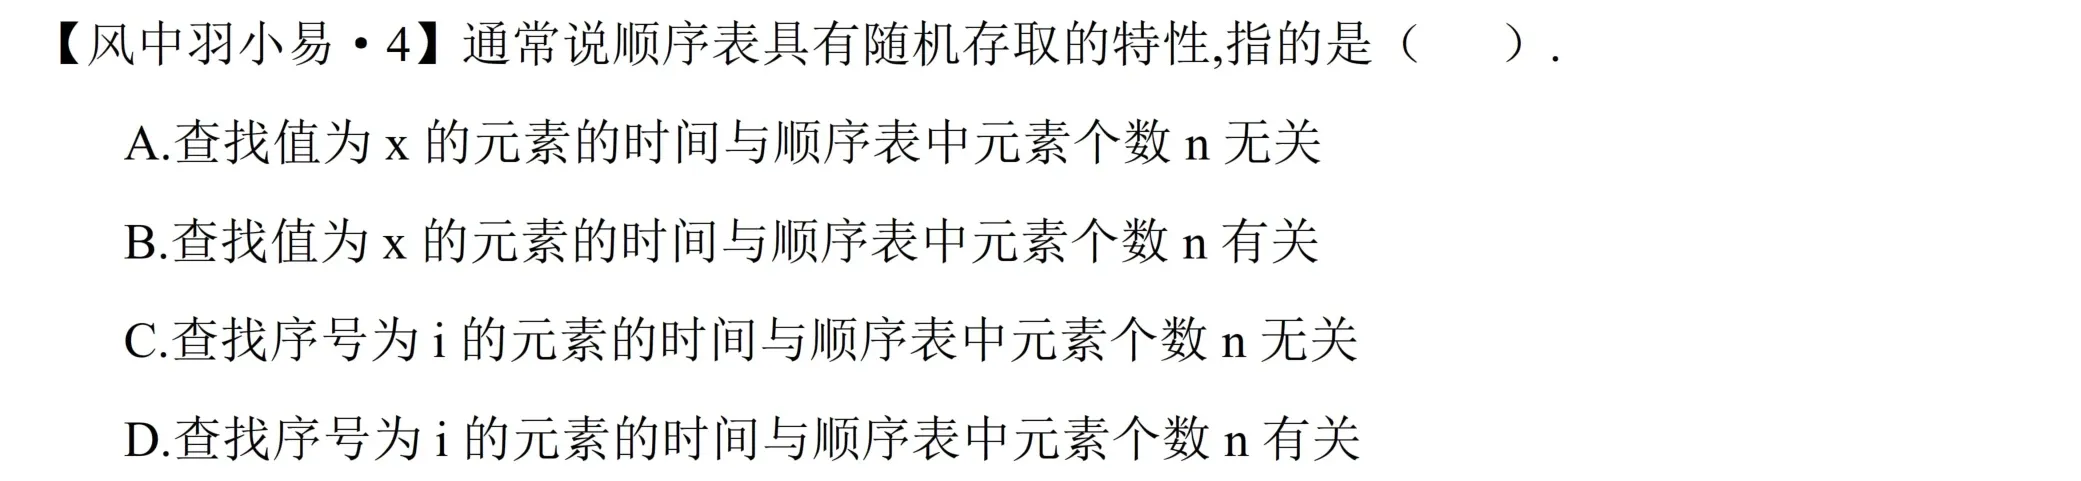 【风中羽小易•4】通常说顺序表具有随机存取的特性,指的是（　　）.
A.查找值为 x 的元素的时间与顺序表中元素个数 n 无关
B.查找值为 x 的元素的时间与顺序表中元素个数 n 有关
C.查找序号为 i 的元素的时间与顺序表中元素个数 n 无关
D.查找序号为 i 的元素的时间与顺序表中元素个数 n 有关